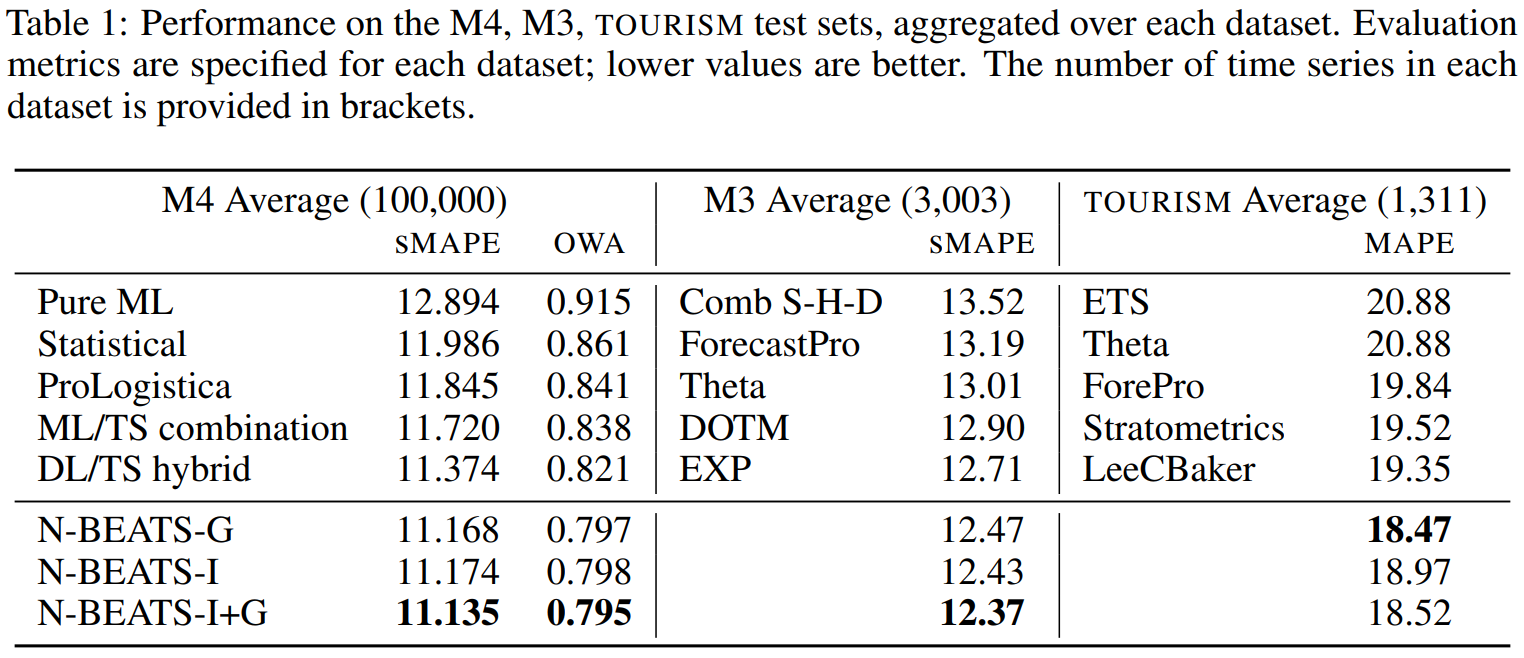 Table 1: Performance on the M4, M3, TOURISM test sets, aggregated over each dataset. Evaluation
metrics are specified for each dataset; lower values are better. The number of time series in each
dataset is provided in brackets.
M4 Average (100,000) M3 Average (3,003) TOURISM Average (1,311)
SMAPE OWA SMAPE MAPE
Pure ML 12.894 0.915 Comb S-H-D 13.52 ETS 20.88
Statistical 11.986 0.861 ForecastPro 13.19 Theta 20.88
ProLogistica 11.845 0.841 Theta 13.01 ForePro 19.84
ML/TS combination 11.720 0.838 DOTM 12.90 Stratometrics 19.52
DL/TS hybrid 11.374 0.821 EXP 12.71 LeeCBaker 19.35
N-BEATS-G 11.168 0.797 12.47 18.47
N-BEATS-I 11.174 0.798 12.43 18.97
N-BEATS-I+G 11.135 0.795 12.37 18.52